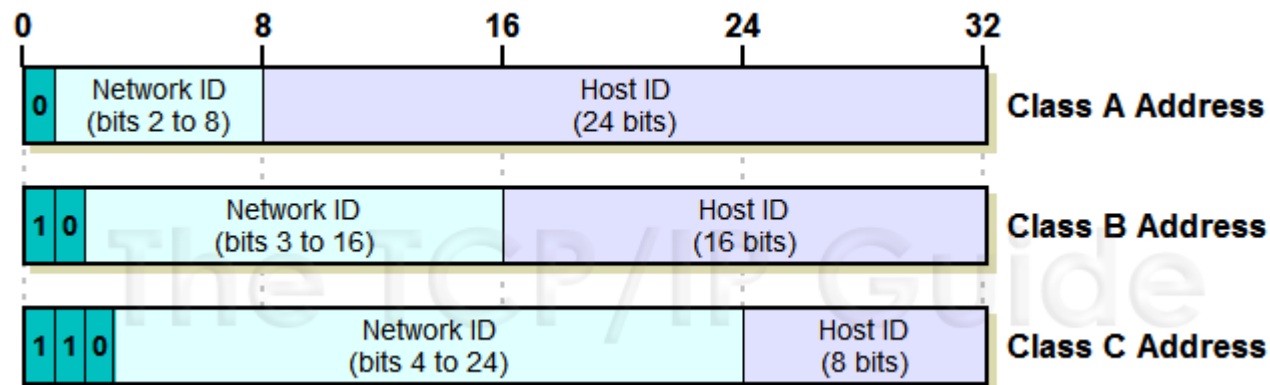 0 8 16 24 32
0 Network ID Host ID Class A Address
(bits 2 to 8) (24 bits)
1 0 Network ID Host ID Class B Address
(bits 3 to 16) (16 bits)
The TCP/IP Guide
1 1 0 Network ID Host ID Class C Address
(bits 4 to 24) (8 bits)